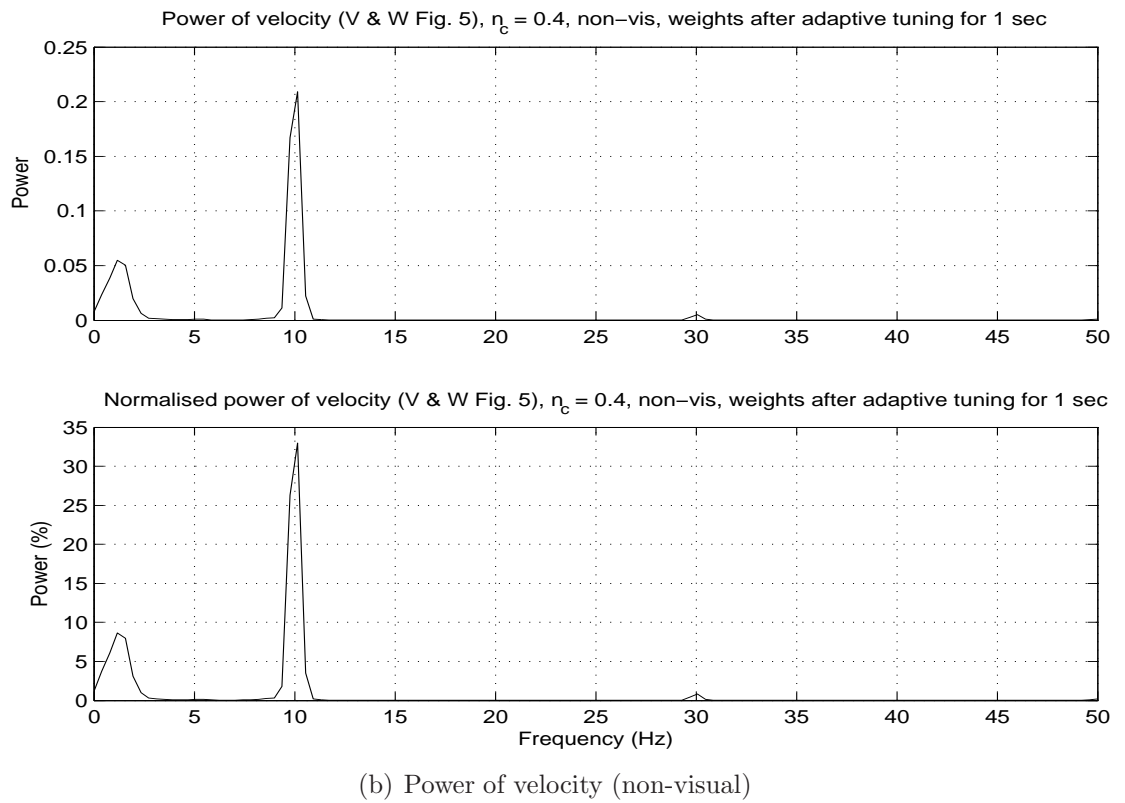 Power of velocity (V & W Fig. 5), n_c = 0.4, non−vis, weights after adaptive tuning for 1 sec
0.25
0.2
0.15
0.1
0.05
0
Power
0 5 10 15 20 25 30 35 40 45 50
Normalised power of velocity (V & W Fig. 5), n_c = 0.4, non−vis, weights after adaptive tuning for 1 sec
35
30
25
20
15
10
5
0
Power (%)
0 5 10 15 20 25 30 35 40 45 50
Frequency (Hz)
(b) Power of velocity (non-visual)